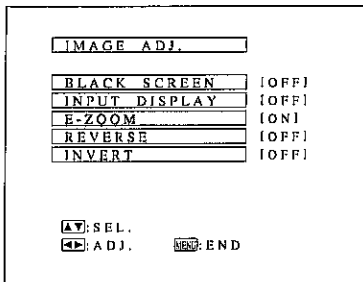 IMAGE ADJ.
BLACK SCREEN [OFF]
INPUT DISPLAY [OFF]
E-ZOOM [ON]
REVERSE [OFF]
INVERT [OFF]
▲▼:SEL.
◀▶:ADJ. MENU:END